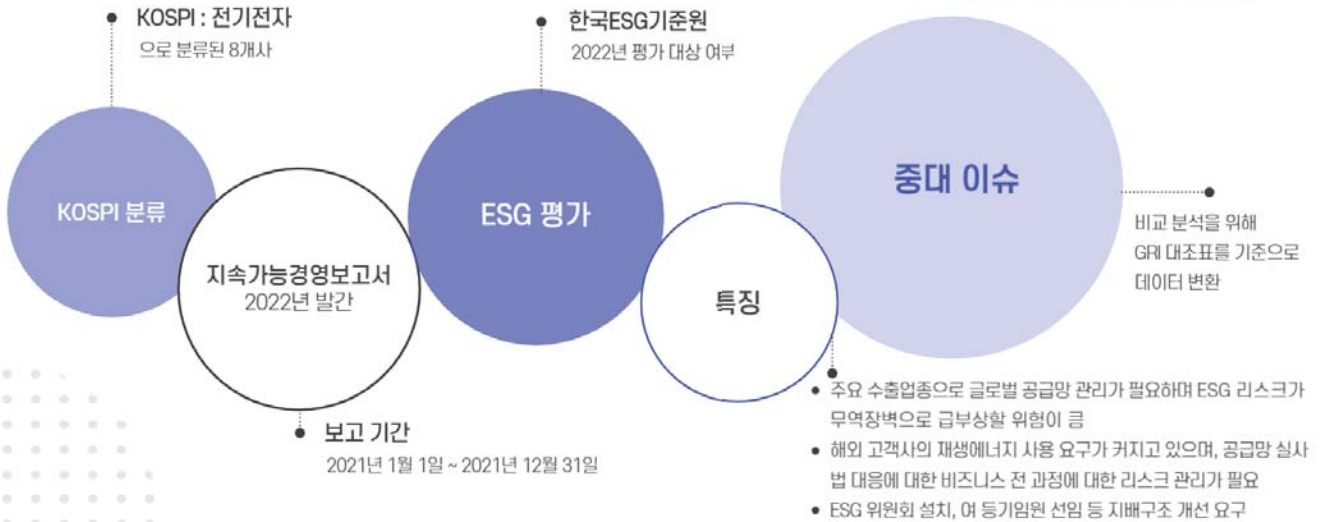 KOSPI : 전기전자
으로 분류된 8개사
한국ESG기준원
2022년 평가 대상 여부
KOSPI 분류
지속가능경영보고서
2022년 발간
ESG 평가
특징
중대 이슈
비교 분석을 위해
GRI 대조표를 기준으로
데이터 변환
보고 기간
2021년 1월 1일 ~ 2021년 12월 31일
• 주요 수출업종으로 글로벌 공급망 관리가 필요하며 ESG 리스크가
무역장벽으로 급부상할 위험이 큼
• 해외 고객사의 재생에너지 사용 요구가 커지고 있으며, 공급망 실사
법 대응에 대한 비즈니스 전 과정에 대한 리스크 관리가 필요
• ESG 위원회 설치, 여 등기임원 선임 등 지배구조 개선 요구